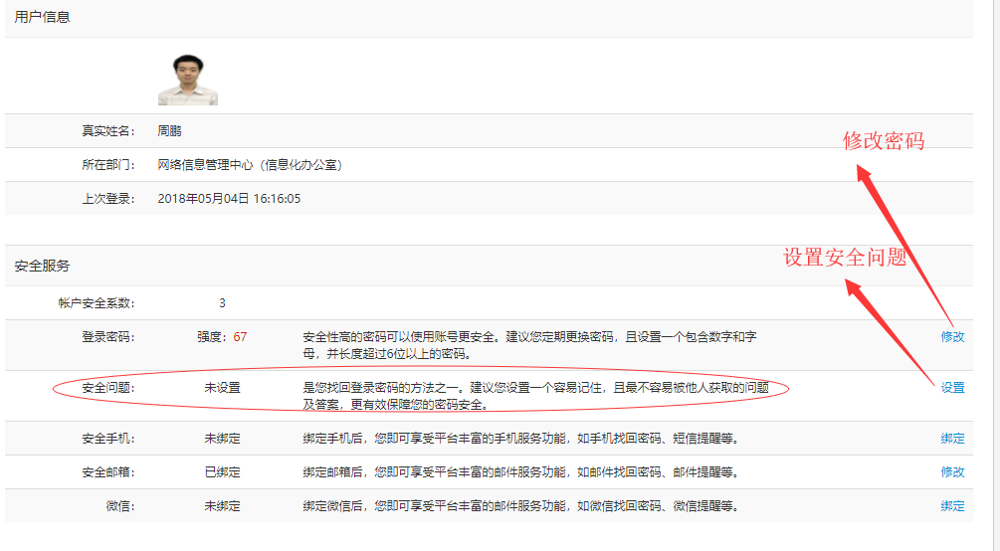 用户信息
真实姓名： 周鹏
所在部门： 网络信息管理中心（信息化办公室）
上次登录： 2018年05月04日 16:16:05
修改密码
设置安全问题
安全服务
帐户安全系数： 3
登录密码： 强度：67 安全性高的密码可以使用账号更安全。建议您定期更换密码，且设置一个包含数字和字 修改
母，并长度超过6位以上的密码。
安全问题： 未设置 是您找回登录密码的方法之一。建议您设置一个容易记住，且最不容易被他人获取的问题 设置
及答案，更有效保障您的密码安全。
安全手机： 未绑定 绑定手机后，您即可享受平台丰富的手机服务功能，如手机找回密码、短信提醒等。 绑定
安全邮箱： 已绑定 绑定邮箱后，您即可享受平台丰富的邮件服务功能，如邮件找回密码、邮件提醒等。 修改
微信： 未绑定 绑定微信后，您即可享受平台丰富的邮件服务功能，如微信找回密码、微信提醒等。 绑定